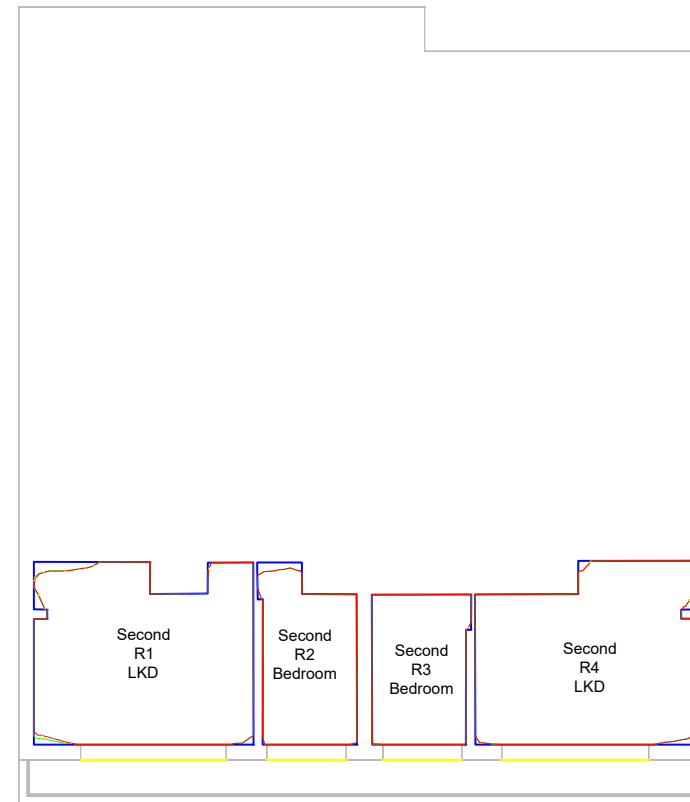 Second
R1
LKD
Second
R2
Bedroom
Second
R3
Bedroom
Second
R4
LKD